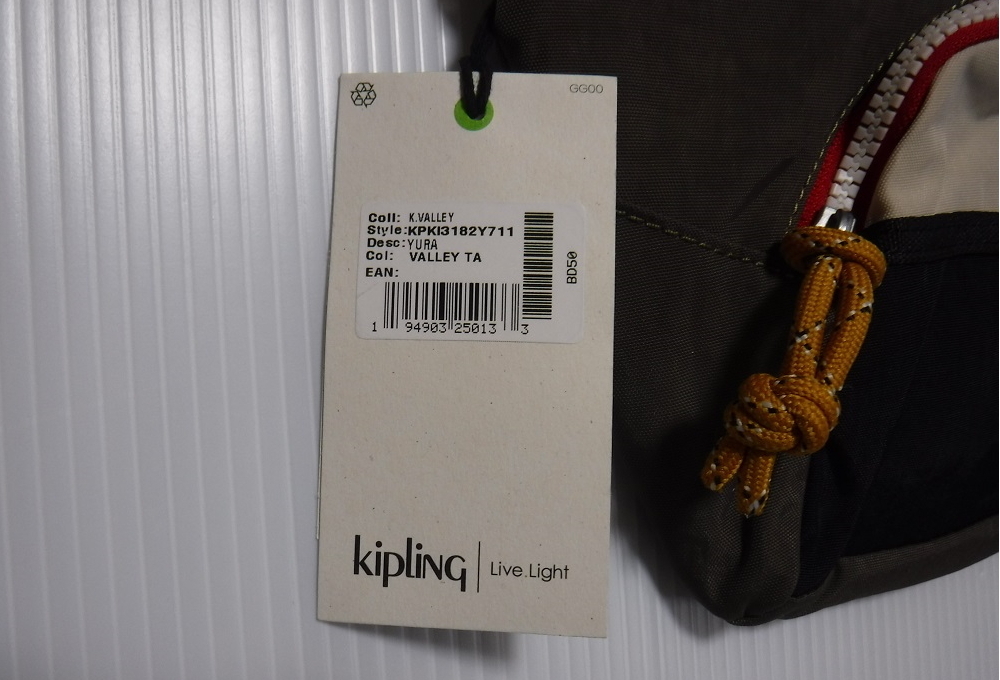 GG00
Coll: K.VALLEY
Style:KPKI3182Y711
Desc:YURA
Col: VALLEY TA
EAN:
BD50
1 94903 25013 3
kipling | Live.Light